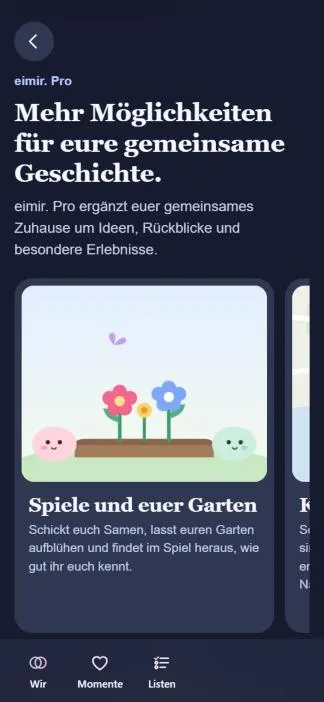 eimir. Pro
Mehr Möglichkeiten
für eure gemeinsame
Geschichte.
eimir. Pro ergänzt euer gemeinsames
Zuhause um Ideen, Rückblicke und
besondere Erlebnisse.
Spiele und euer Garten
Schickt euch Samen, lasst euren Garten
aufblühen und findet im Spiel heraus, wie
gut ihr euch kennt.
Wir
Momente
Listen